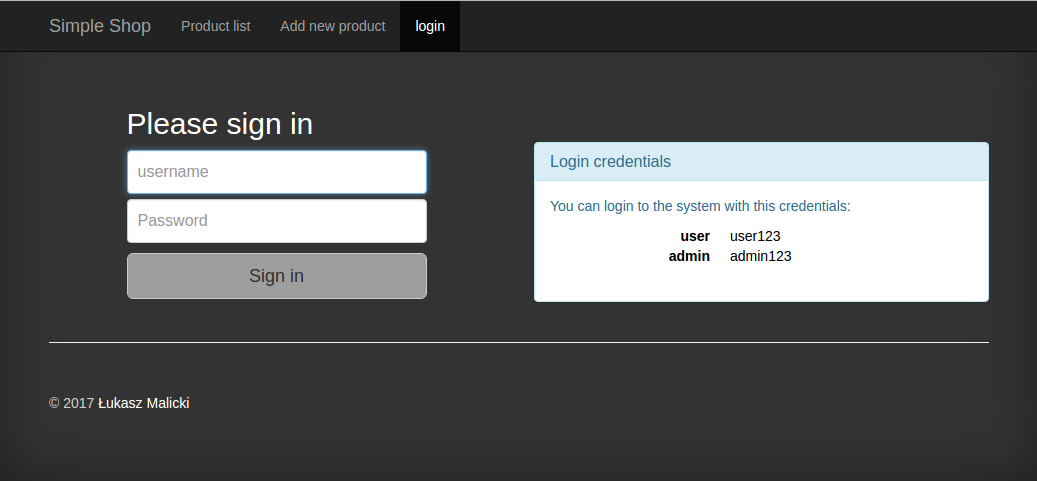 Simple Shop Product list Add new product login
Please sign in
username
Password
Sign in
Login credentials
You can login to the system with this credentials:
user user123
admin admin123
© 2017 Łukasz Malicki